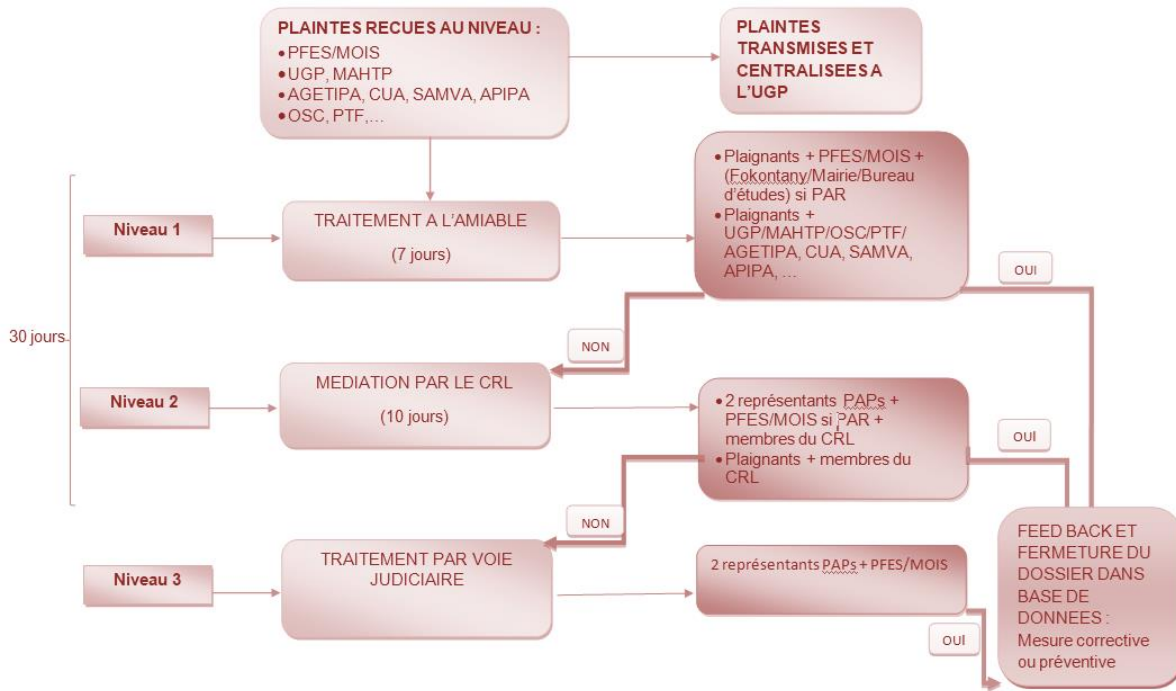 PLAINTES RECUES AU NIVEAU :
•PFES/MOIS
•UGP, MAHTP
•AGETIPA, CUA, SAMVA, APIPA
•OSC, PTF,…
PLAINTES
TRANSMISES ET
CENTRALISEES A
L’UGP
30 jours
Niveau 1
TRAITEMENT A L’AMIABLE
(7 jours)
•Plaignants + PFES/MOIS +
(Fokontany/Mairie/Bureau
d’études) si PAR
•Plaignants +
UGP/MAHTP/OSC/PTF/
AGETIPA, CUA, SAMVA,
APIPA, …
OUI
NON
Niveau 2
MEDIATION PAR LE CRL
(10 jours)
•2 représentants PAPs +
PFES/MOIS si PAR +
membres du CRL
•Plaignants + membres du
CRL
OUI
NON
Niveau 3
TRAITEMENT PAR VOIE
JUDICIAIRE
2 représentants PAPs + PFES/MOIS
OUI
FEED BACK ET
FERMETURE DU
DOSSIER DANS
BASE DE
DONNEES :
Mesure corrective
ou préventive